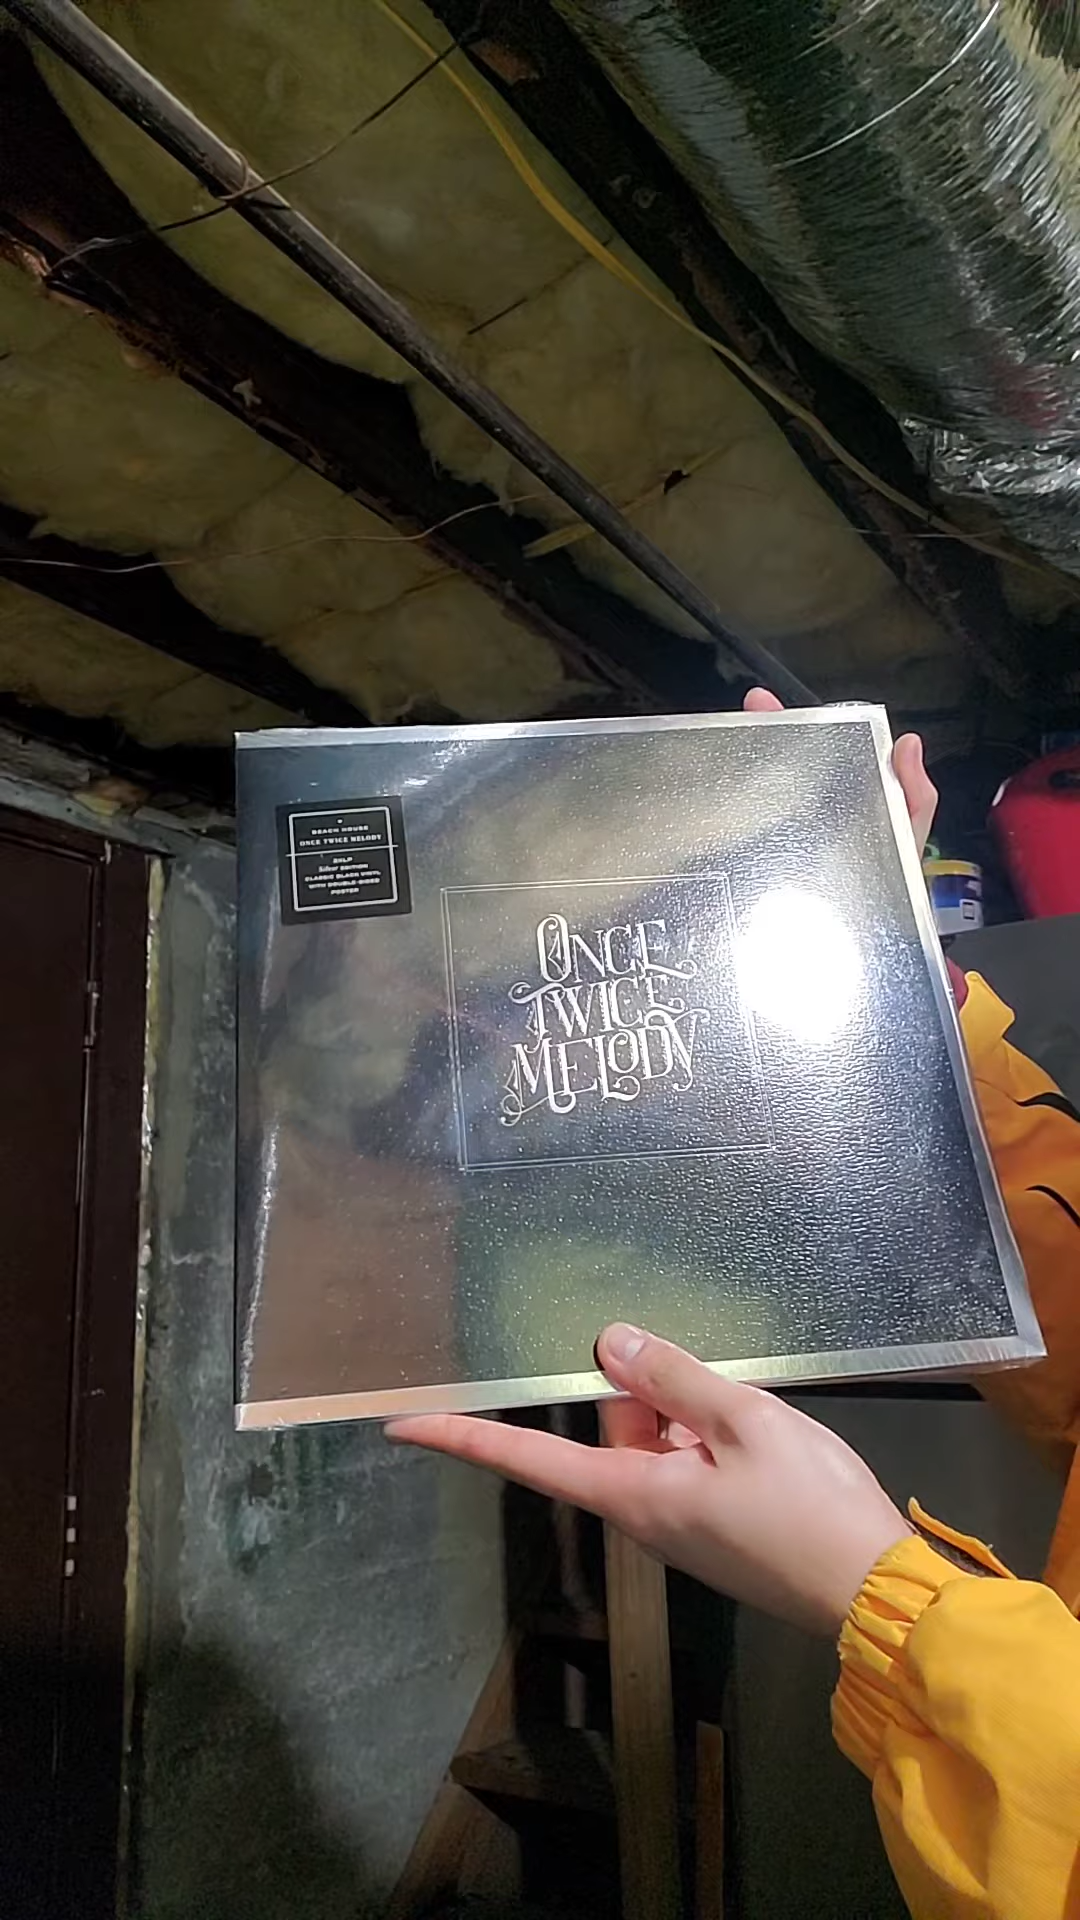 BEACH HOUSE
ONCE TWICE MELODY
2XLP
Silver EDITION
CLASSIC BLACK VINYL
WITH DOUBLE-SIDED
POSTER
ONCE
TWICE
MELODY